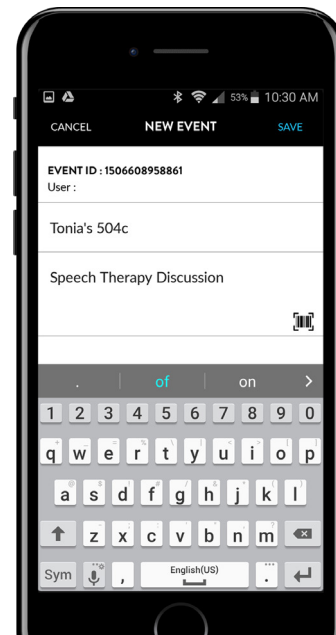 53% 10:30 AM
CANCEL NEW EVENT SAVE
EVENT ID : 1506608958861
User :
Tonia's 504c
Speech Therapy Discussion
. of on >
1 2 3 4 5 6 7 8 9 0
q w e r t y u i o p
a s d f g h j k l
z x c v b n m
Sym , English(US) .